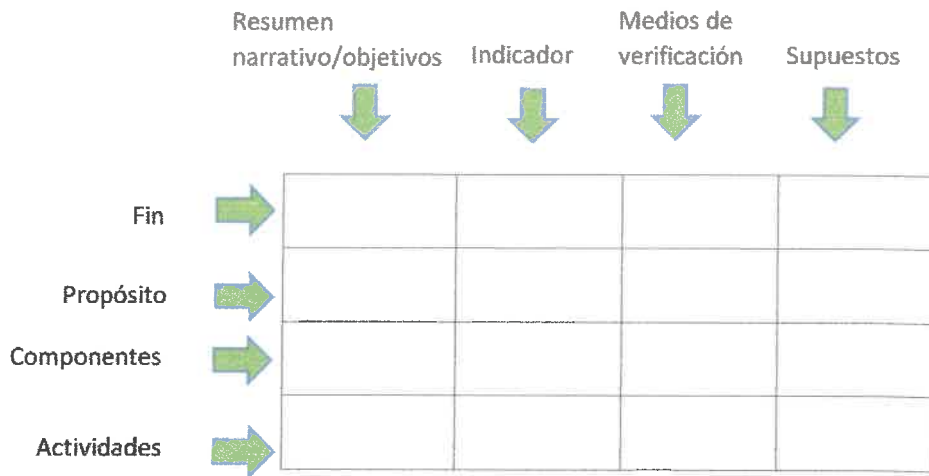 Resumen
narrativo/objetivos
Indicador
Medios de
verificación
Supuestos
Fin
Propósito
Componentes
Actividades